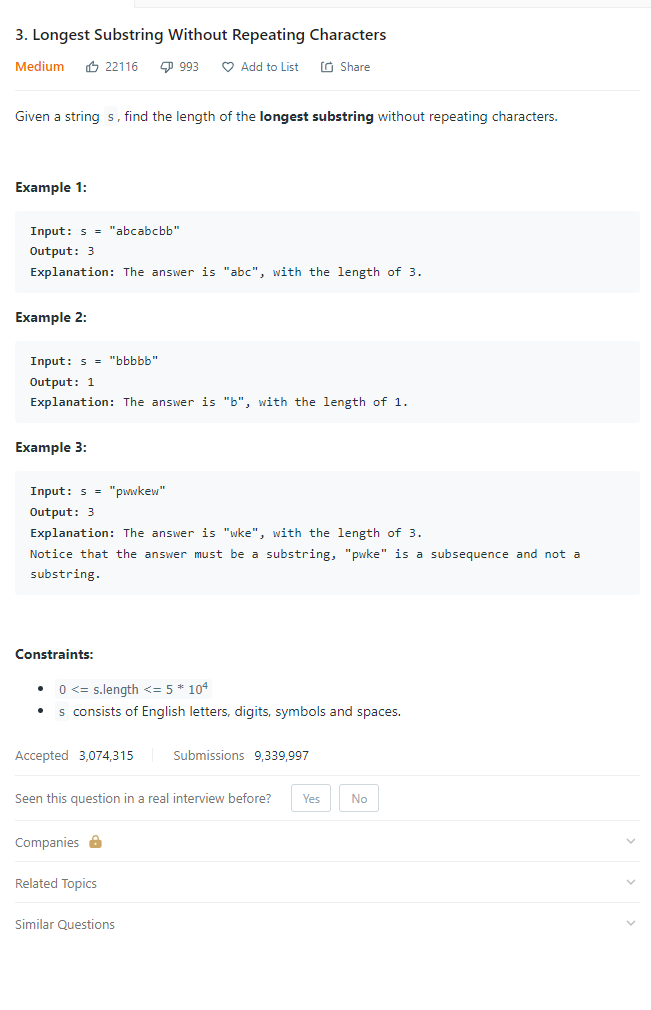 3. Longest Substring Without Repeating Characters
Medium 22116 993 Add to List Share
Given a string s, find the length of the longest substring without repeating characters.
Example 1:
Input: s = "abcabcbb"
Output: 3
Explanation: The answer is "abc", with the length of 3.
Example 2:
Input: s = "bbbbb"
Output: 1
Explanation: The answer is "b", with the length of 1.
Example 3:
Input: s = "pwwkew"
Output: 3
Explanation: The answer is "wke", with the length of 3.
Notice that the answer must be a substring, "pwke" is a subsequence and not a
substring.
Constraints:
• 0 <= s.length <= 5 * 10⁴
• s consists of English letters, digits, symbols and spaces.
Accepted 3,074,315 Submissions 9,339,997
Seen this question in a real interview before? Yes No
Companies
Related Topics
Similar Questions